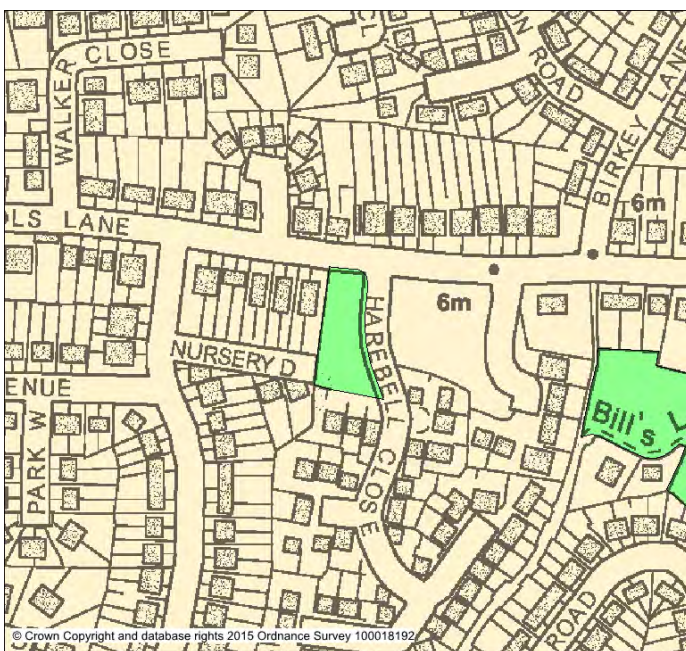 CLOSE
WALKER
ROAD
BIRKEY LANE
6m
OLS LANE
6m
HAREBELL CLOSE
NURSERY D
ENUE
PARK W
Bill's L
ROAD
© Crown Copyright and database rights 2015 Ordnance Survey 100018192